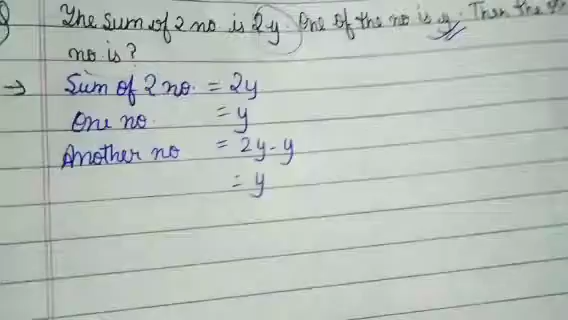 The sum of 2 no is 2y. One of the no is y. Then the
no is?
→ Sum of 2 no. = 2y
One no. = y
Another no = 2y - y
= y